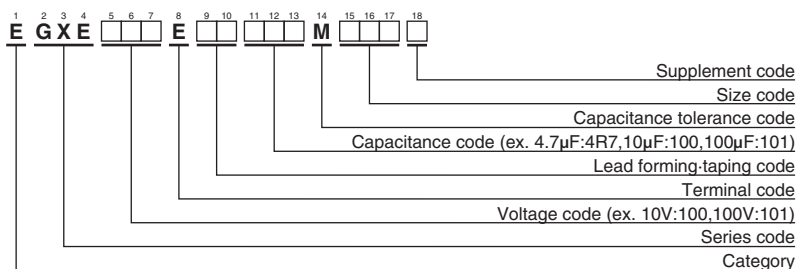 1 2 3 4 5 6 7 8 9 10 11 12 13 14 15 16 17 18
E GXE E M
Supplement code
Size code
Capacitance tolerance code
Capacitance code (ex. 4.7μF:4R7,10μF:100,100μF:101)
Lead forming·taping code
Terminal code
Voltage code (ex. 10V:100,100V:101)
Series code
Category